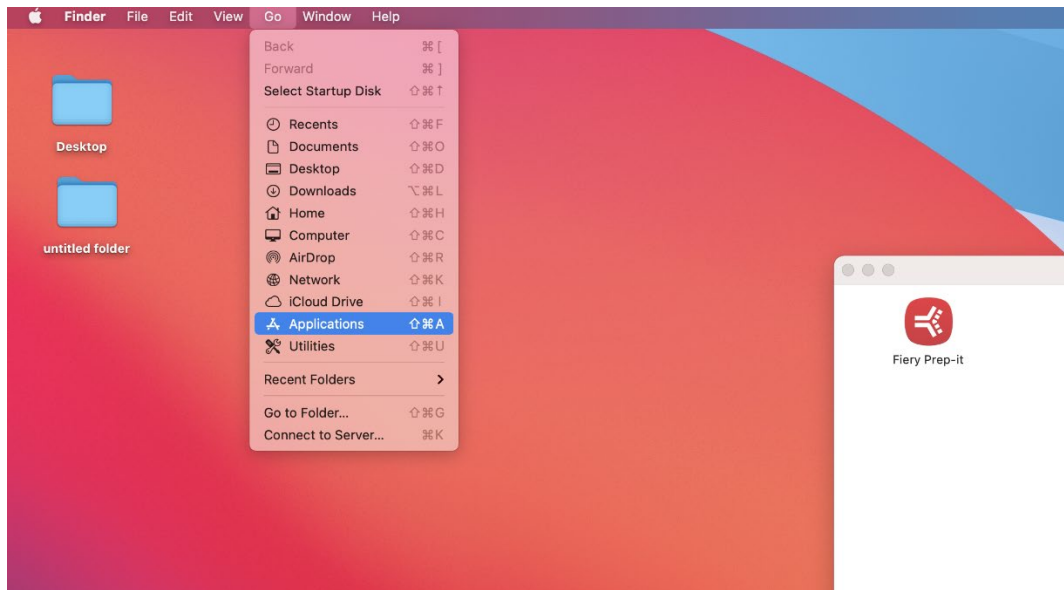 Finder File Edit View Go Window Help
Back ⌘ [
Forward ⌘ ]
Select Startup Disk ⇧⌘↑
Recents ⇧⌘F
Documents ⇧⌘O
Desktop ⇧⌘D
Downloads ⌥⌘L
Home ⇧⌘H
Computer ⇧⌘C
AirDrop ⇧⌘R
Network ⇧⌘K
iCloud Drive ⇧⌘I
Applications ⇧⌘A
Utilities ⇧⌘U
Recent Folders
Go to Folder... ⇧⌘G
Connect to Server... ⌘K
Desktop
untitled folder
Fiery Prep-it